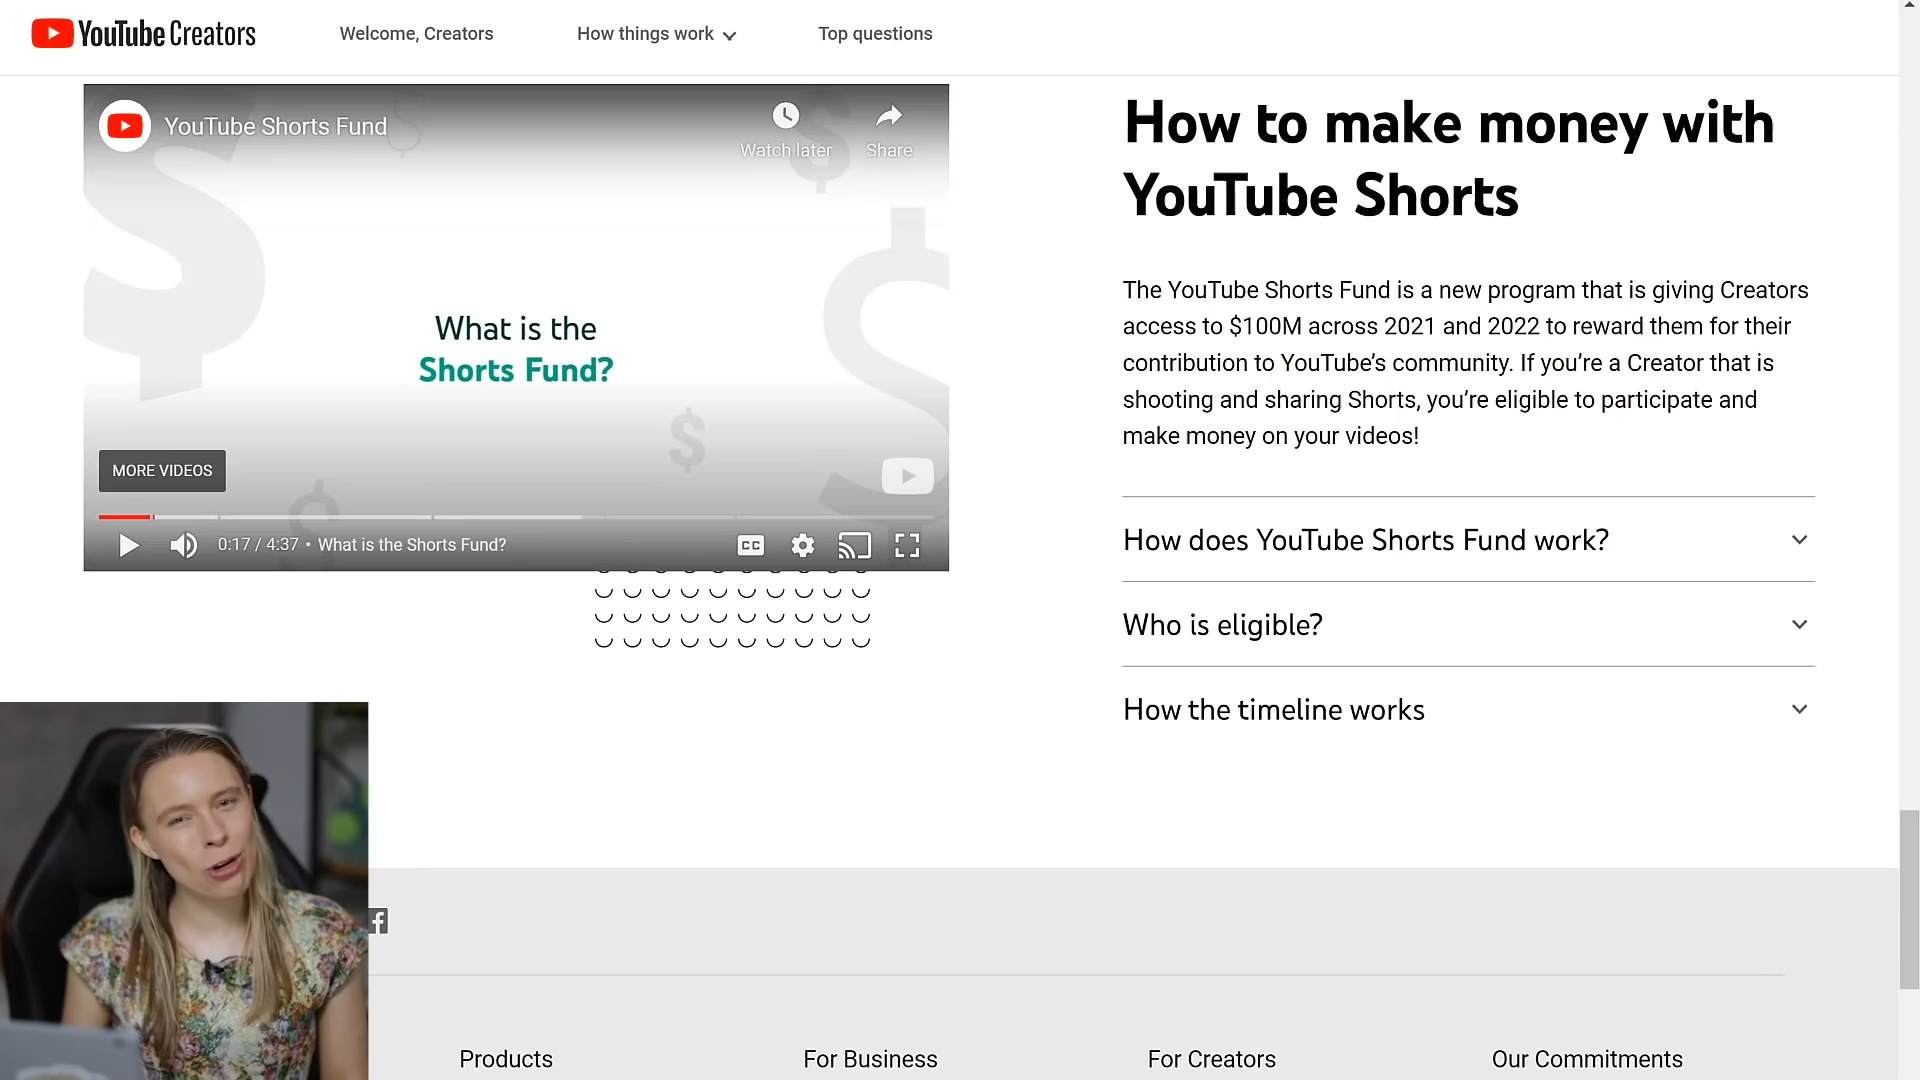 YouTube Creators
Welcome, Creators
How things work
Top questions
YouTube Shorts Fund
Watch later
Share
What is the
Shorts Fund?
MORE VIDEOS
0:17 / 4:37 • What is the Shorts Fund?
CC
How to make money with
YouTube Shorts
The YouTube Shorts Fund is a new program that is giving Creators
access to $100M across 2021 and 2022 to reward them for their
contribution to YouTube’s community. If you’re a Creator that is
shooting and sharing Shorts, you’re eligible to participate and
make money on your videos!
How does YouTube Shorts Fund work?
Who is eligible?
How the timeline works
Products
For Business
For Creators
Our Commitments